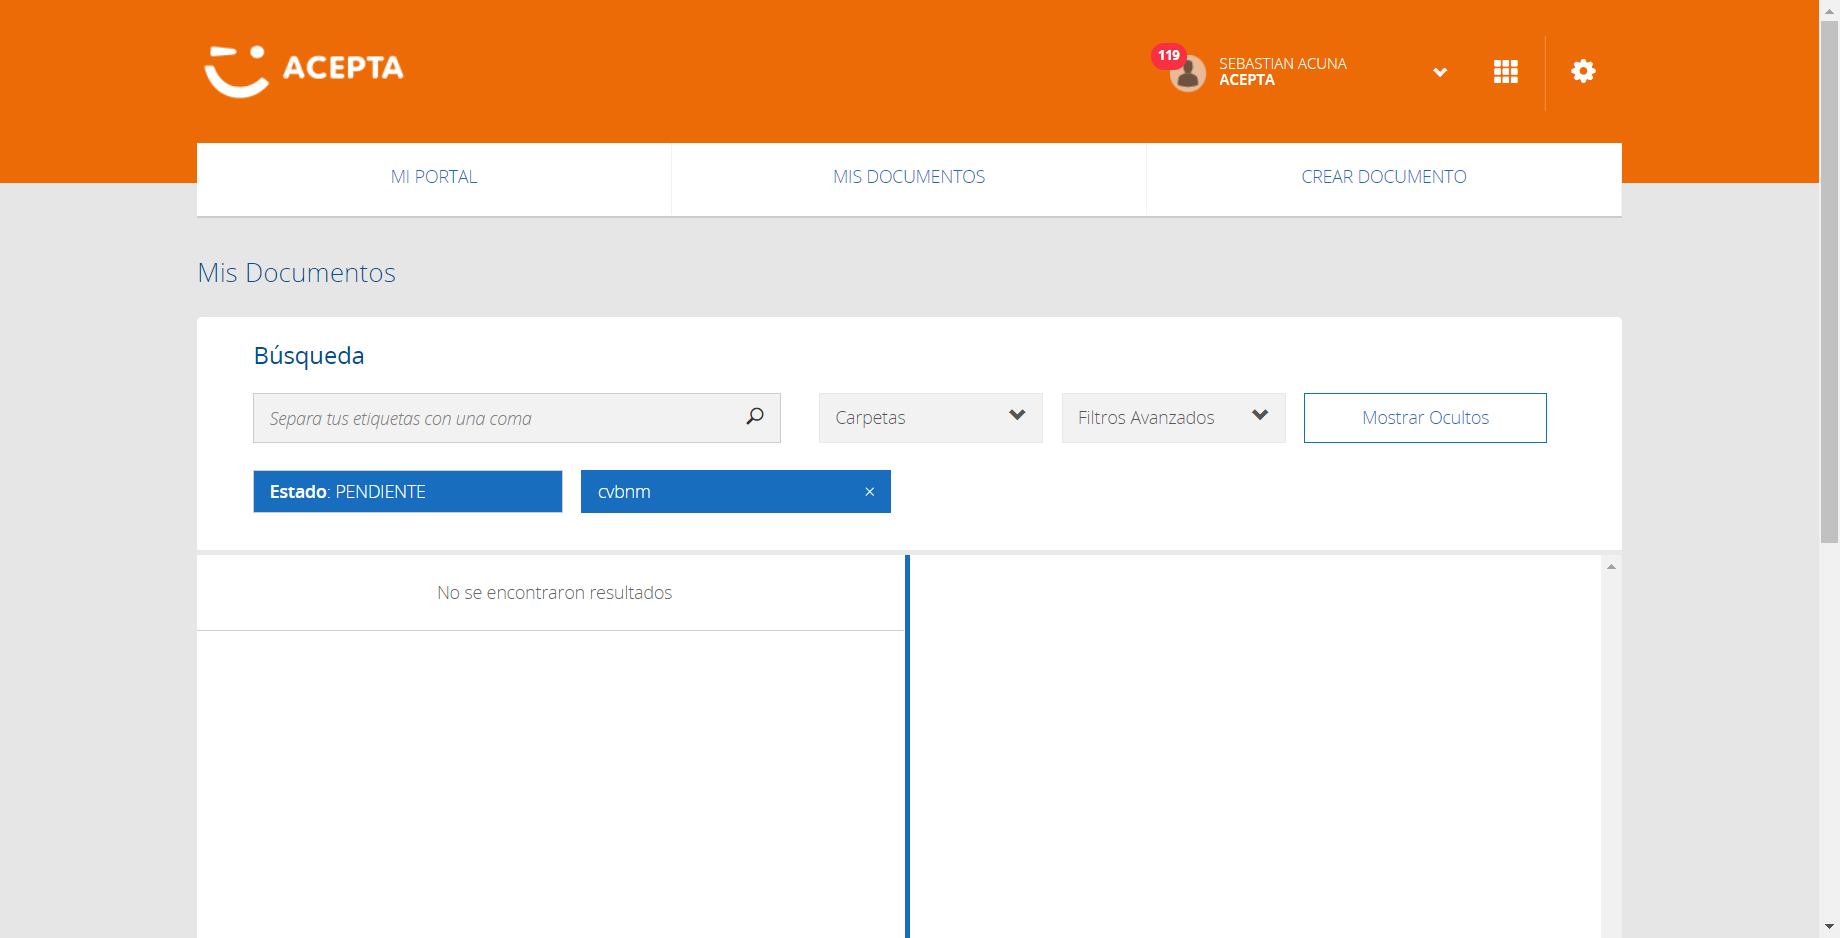 ACEPTA
119
SEBASTIAN ACUNA
ACEPTA
MI PORTAL
MIS DOCUMENTOS
CREAR DOCUMENTO
Mis Documentos
Búsqueda
Separa tus etiquetas con una coma
Carpetas
Filtros Avanzados
Mostrar Ocultos
Estado: PENDIENTE
cvbnm ×
No se encontraron resultados